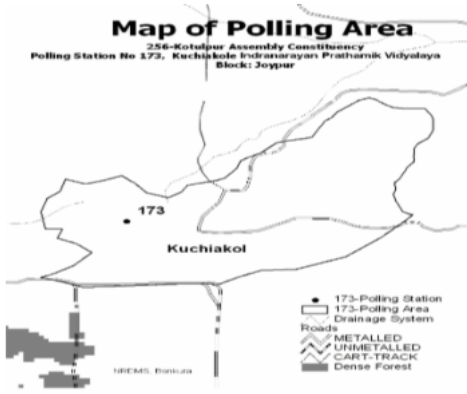 Map of Polling Area
256-Kotulpur Assembly Constituency
Polling Station No 173, Kuchiakole Indranarayan Prathamik Vidyalaya
Block: Joypur
173
Kuchiakol
173-Polling Station
173-Polling Area
Drainage System
Roads
METALLED
UNMETALLED
CART-TRACK
Dense Forest
NRDMS, Bankura